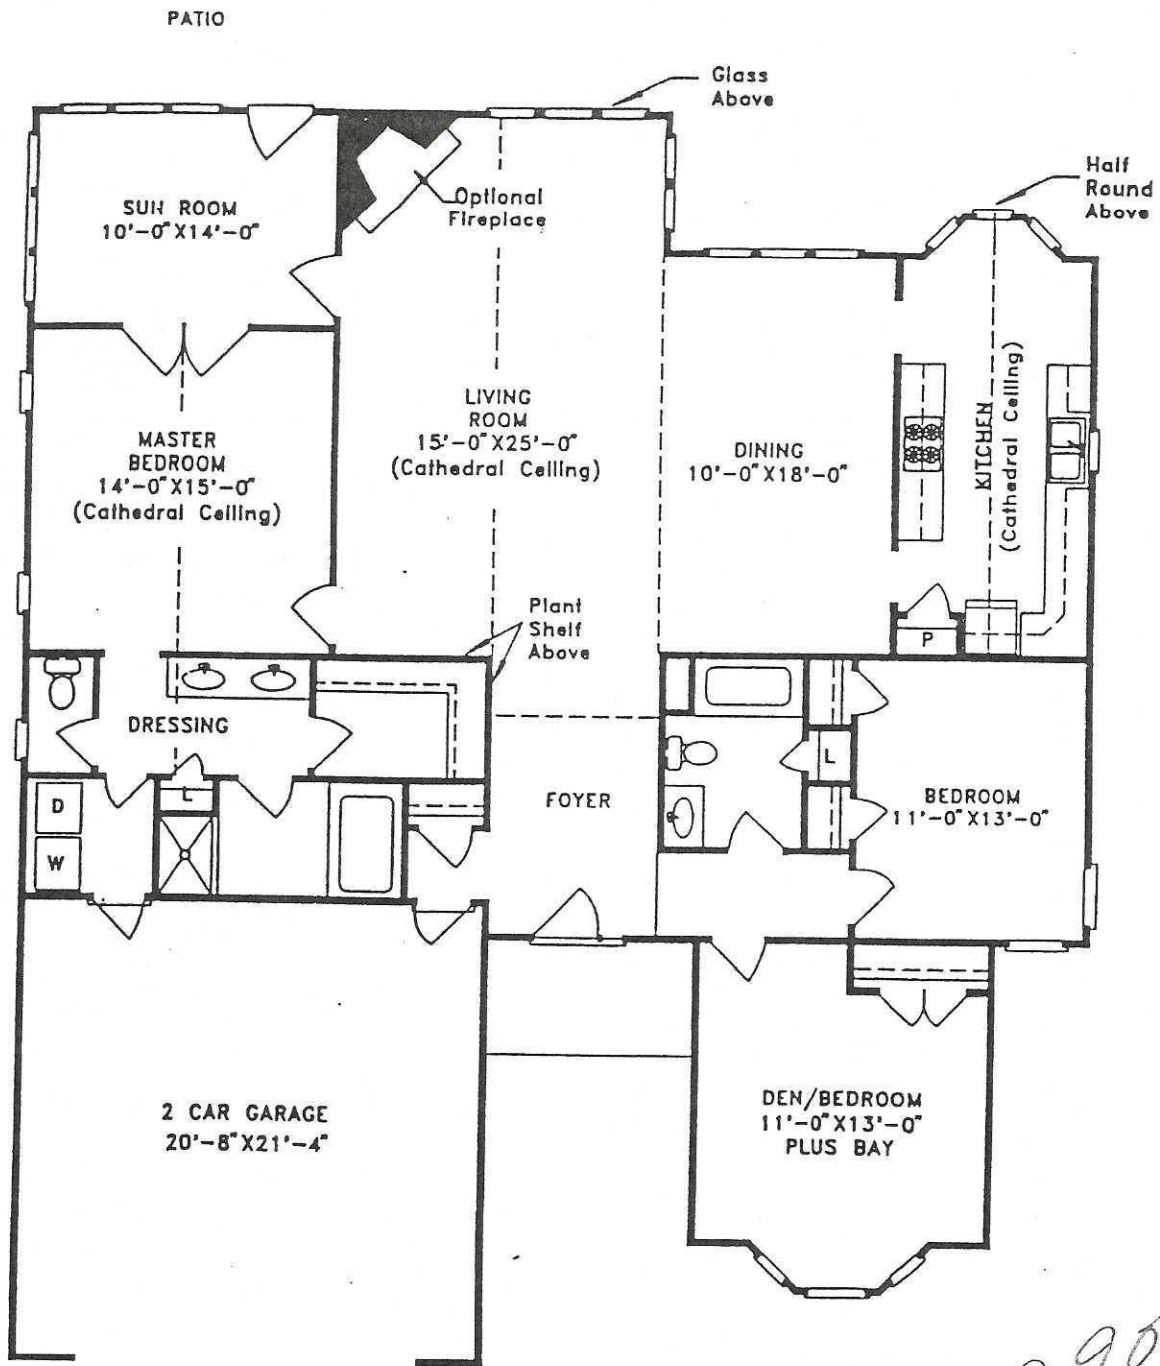 PATIO
Glass
Above
Half
Round
Above
SUN ROOM
10'-0"X14'-0"
Optional
Fireplace
LIVING
ROOM
15'-0"X25'-0"
(Cathedral Ceiling)
MASTER
BEDROOM
14'-0"X15'-0"
(Cathedral Ceiling)
DINING
10'-0"X18'-0"
KITCHEN
(Cathedral Ceiling)
Plant
Shelf
Above
P
DRESSING
L
D
W
FOYER
L
BEDROOM
11'-0"X13'-0"
2 CAR GARAGE
20'-8"X21'-4"
DEN/BEDROOM
11'-0"X13'-0"
PLUS BAY